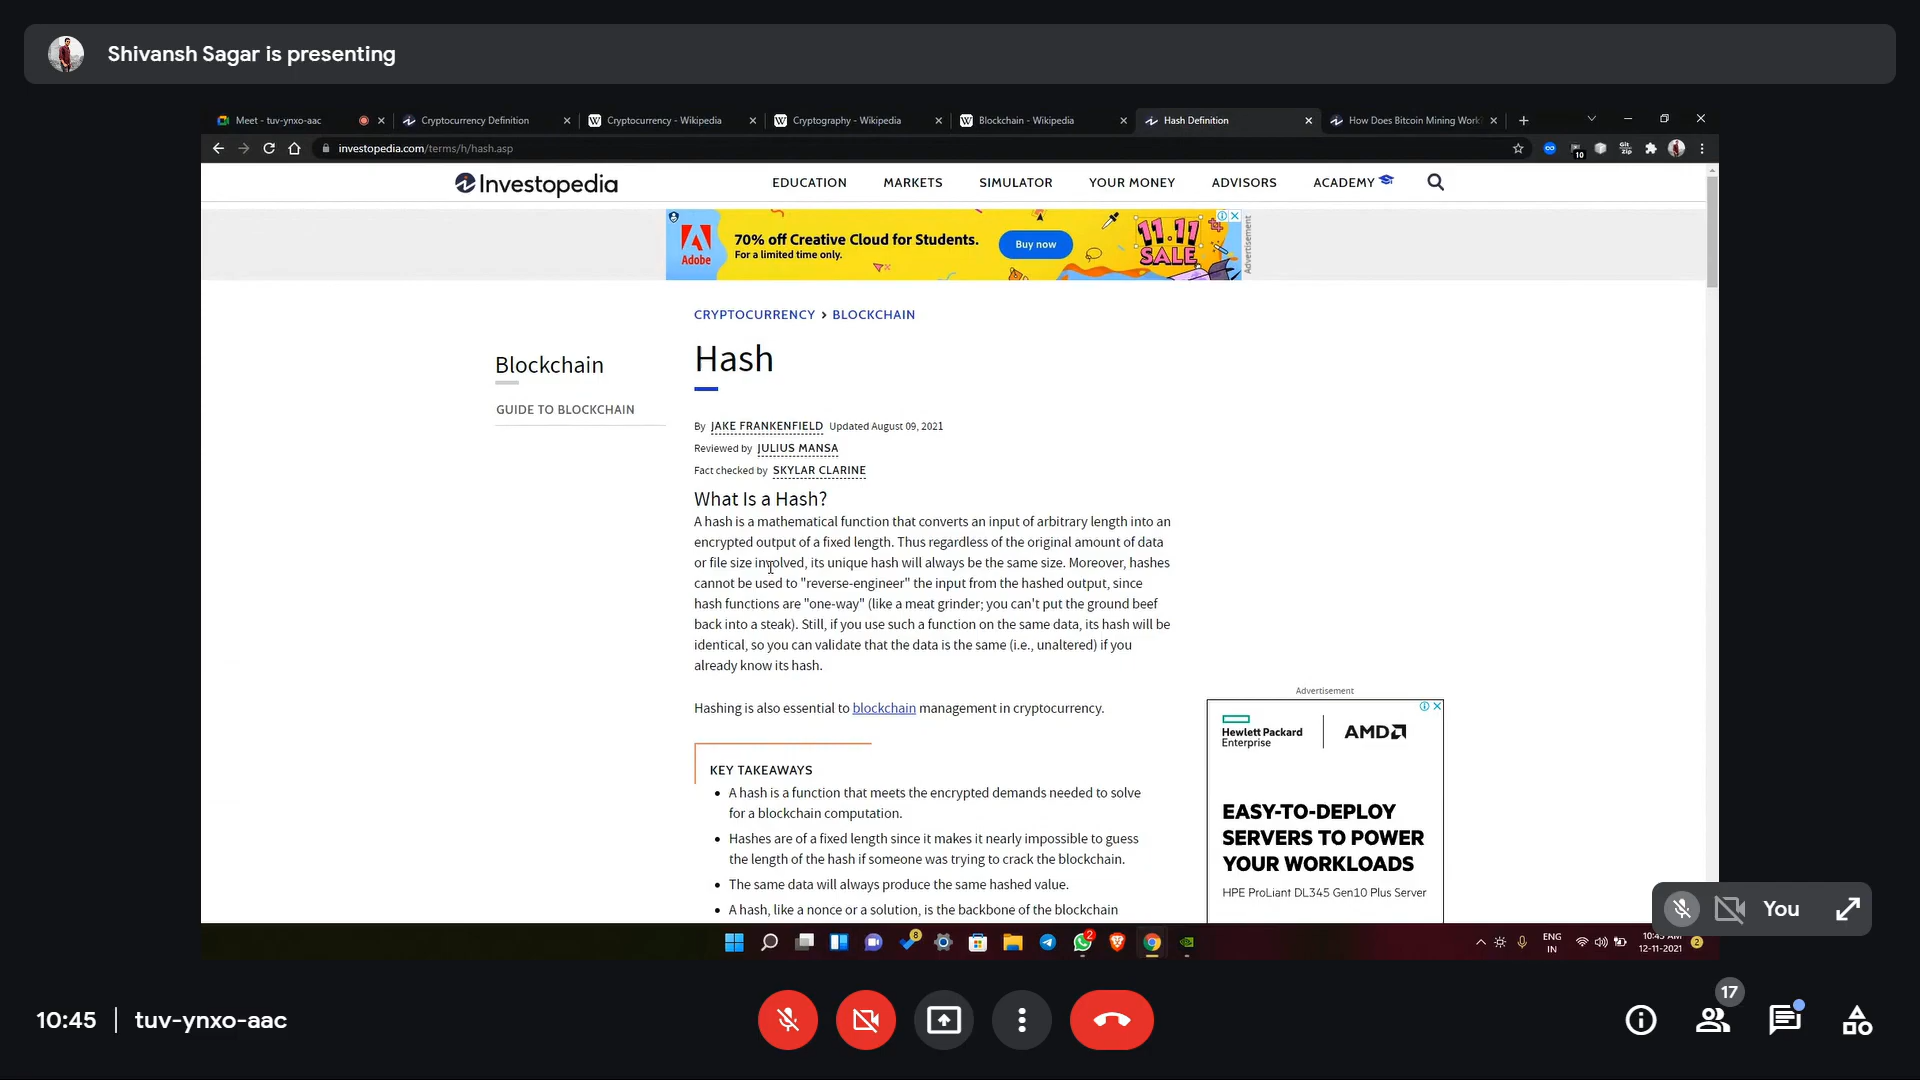 Shivansh Sagar is presenting
Meet - tuv-ynxo-aac
Cryptocurrency Definition
Cryptocurrency - Wikipedia
Cryptography - Wikipedia
Blockchain - Wikipedia
Hash Definition
How Does Bitcoin Mining Work
investopedia.com/terms/h/hash.asp
10
Git Zip
Investopedia
EDUCATION
MARKETS
SIMULATOR
YOUR MONEY
ADVISORS
ACADEMY
Adobe
70% off Creative Cloud for Students.
For a limited time only.
Buy now
11.11
SALE
Advertisement
CRYPTOCURRENCY > BLOCKCHAIN
Blockchain
GUIDE TO BLOCKCHAIN
Hash
By JAKE FRANKENFIELD Updated August 09, 2021
Reviewed by JULIUS MANSA
Fact checked by SKYLAR CLARINE
What Is a Hash?
A hash is a mathematical function that converts an input of arbitrary length into an
encrypted output of a fixed length. Thus regardless of the original amount of data
or file size involved, its unique hash will always be the same size. Moreover, hashes
cannot be used to "reverse-engineer" the input from the hashed output, since
hash functions are "one-way" (like a meat grinder; you can't put the ground beef
back into a steak). Still, if you use such a function on the same data, its hash will be
identical, so you can validate that the data is the same (i.e., unaltered) if you
already know its hash.
Hashing is also essential to blockchain management in cryptocurrency.
KEY TAKEAWAYS
• A hash is a function that meets the encrypted demands needed to solve
for a blockchain computation.
• Hashes are of a fixed length since it makes it nearly impossible to guess
the length of the hash if someone was trying to crack the blockchain.
• The same data will always produce the same hashed value.
• A hash, like a nonce or a solution, is the backbone of the blockchain
Advertisement
Hewlett Packard
Enterprise
AMD
EASY-TO-DEPLOY
SERVERS TO POWER
YOUR WORKLOADS
HPE ProLiant DL345 Gen10 Plus Server
You
8
2
ENG
IN
10:45 AM
12-11-2021
2
10:45 | tuv-ynxo-aac
17